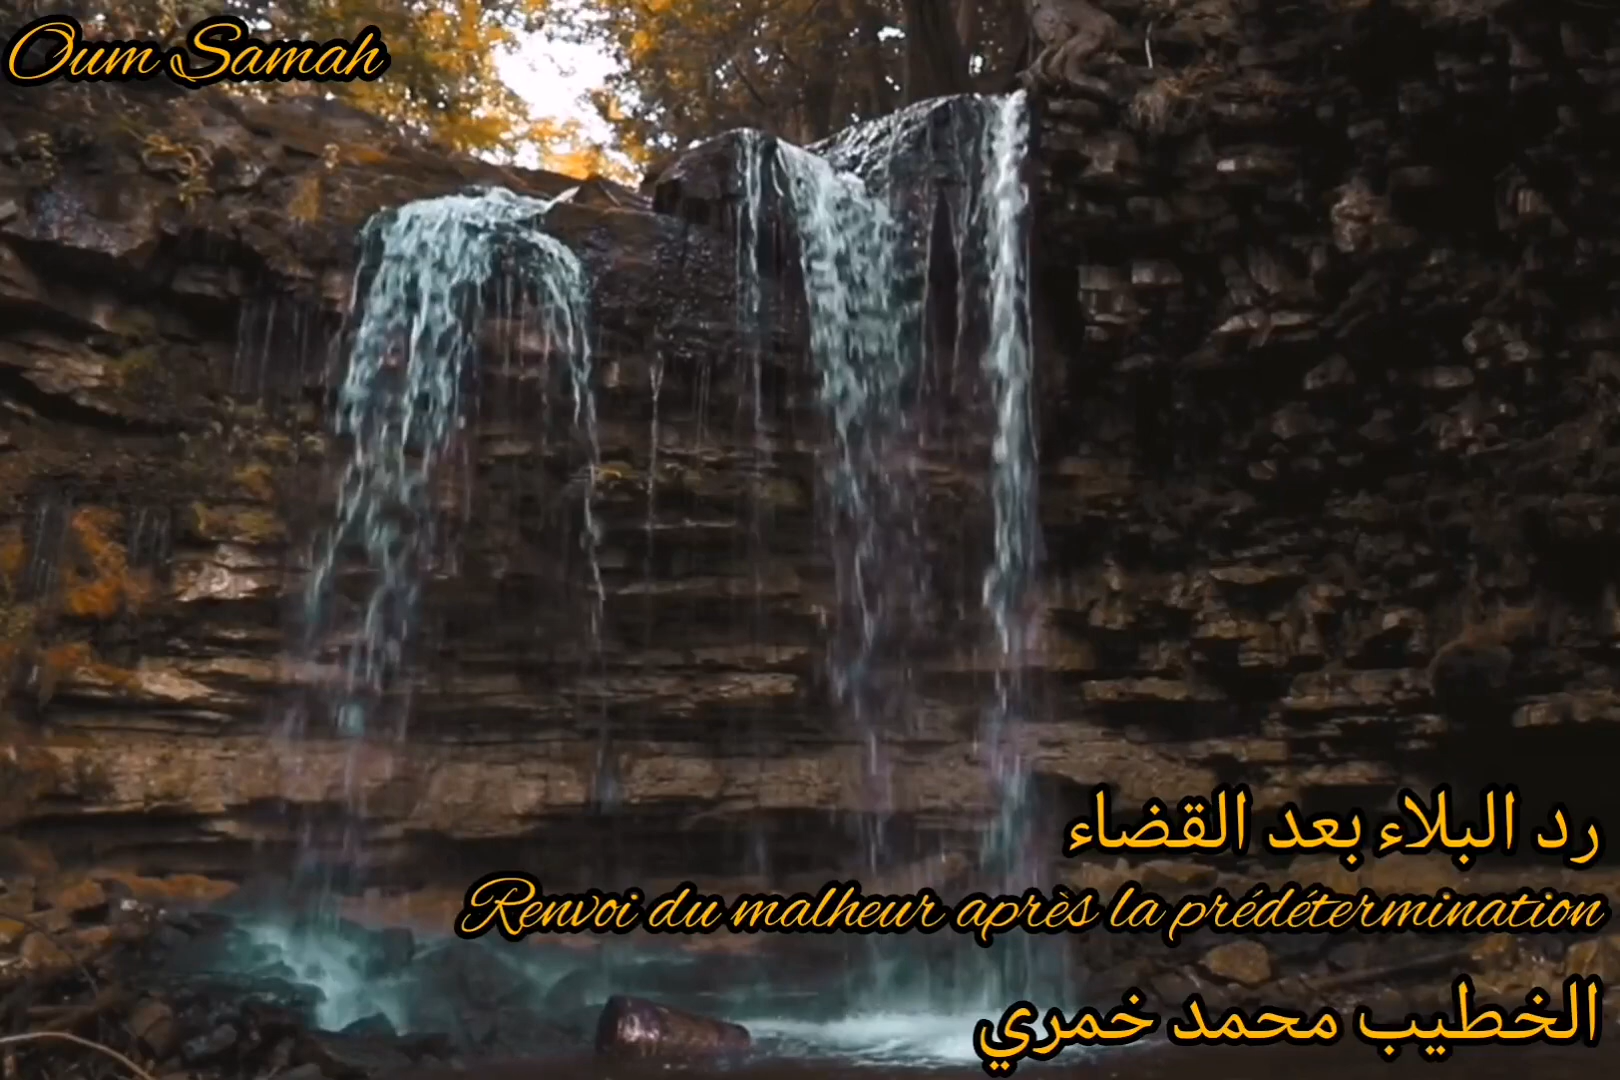 Oum Samah
رد البلاء بعد القضاء
Renvoi du malheur après la prédétermination
الخطيب محمد خمري